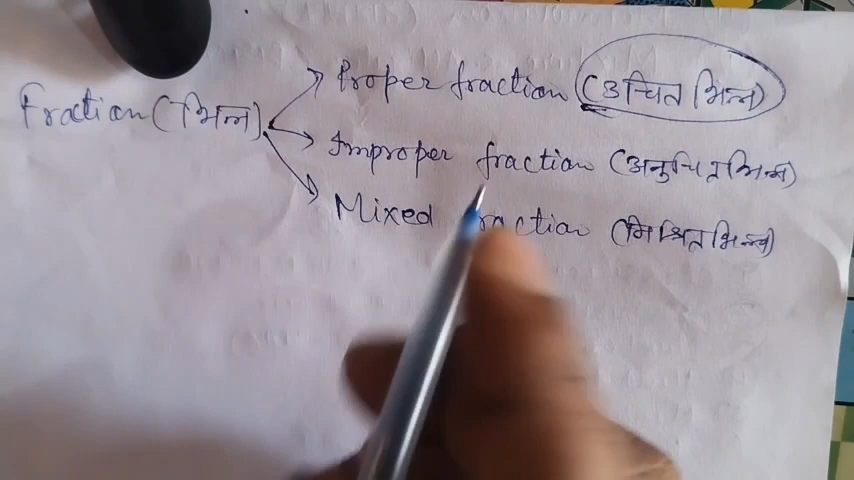 Proper fraction (उचित भिन्न)
Fraction (भिन्न)
Improper fraction (अनुचित भिन्न)
Mixed fraction (मिश्रित भिन्न)